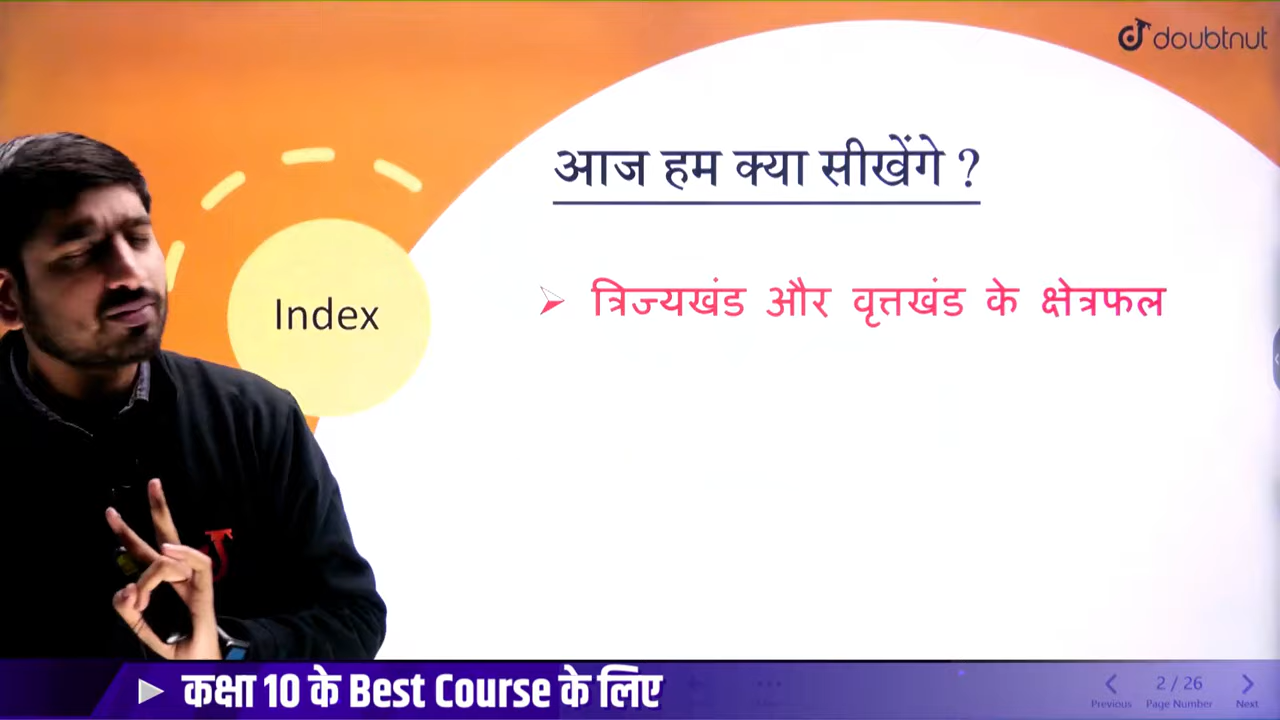 doubtnut
आज हम क्या सीखेंगे ?
Index
त्रिज्यखंड और वृत्तखंड के क्षेत्रफल
कक्षा 10 के Best Course के लिए
2 / 26
Previous Page Number Next